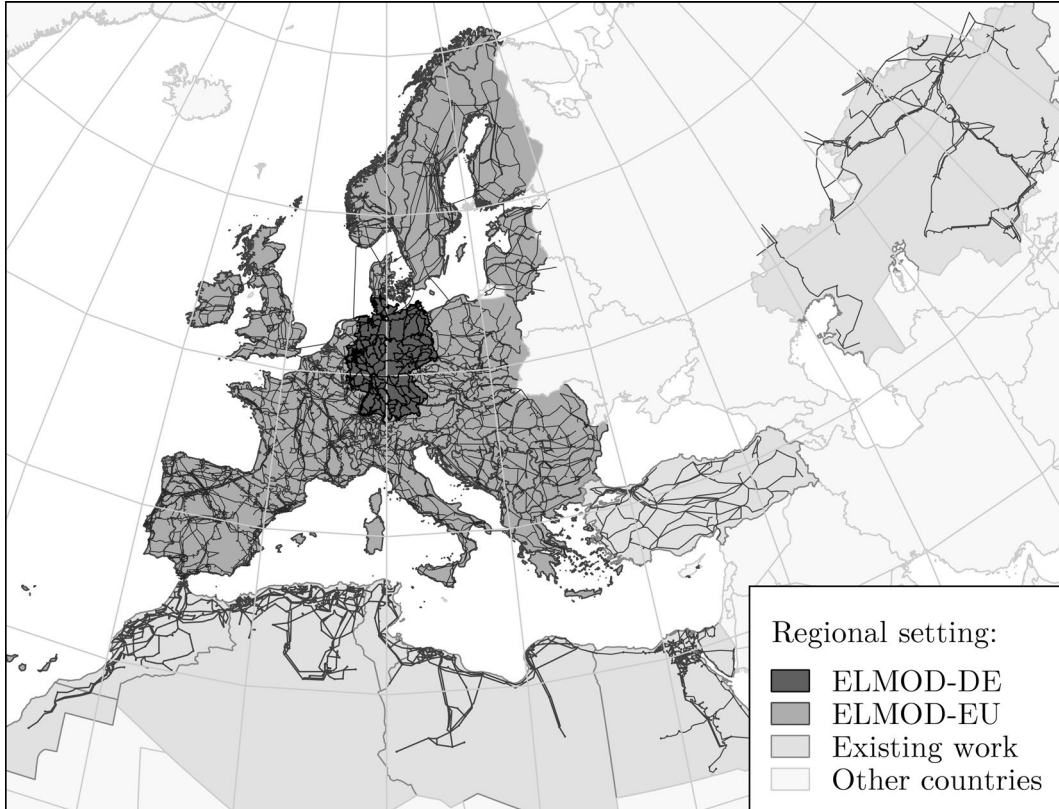 Regional setting:
ELMOD-DE
ELMOD-EU
Existing work
Other countries